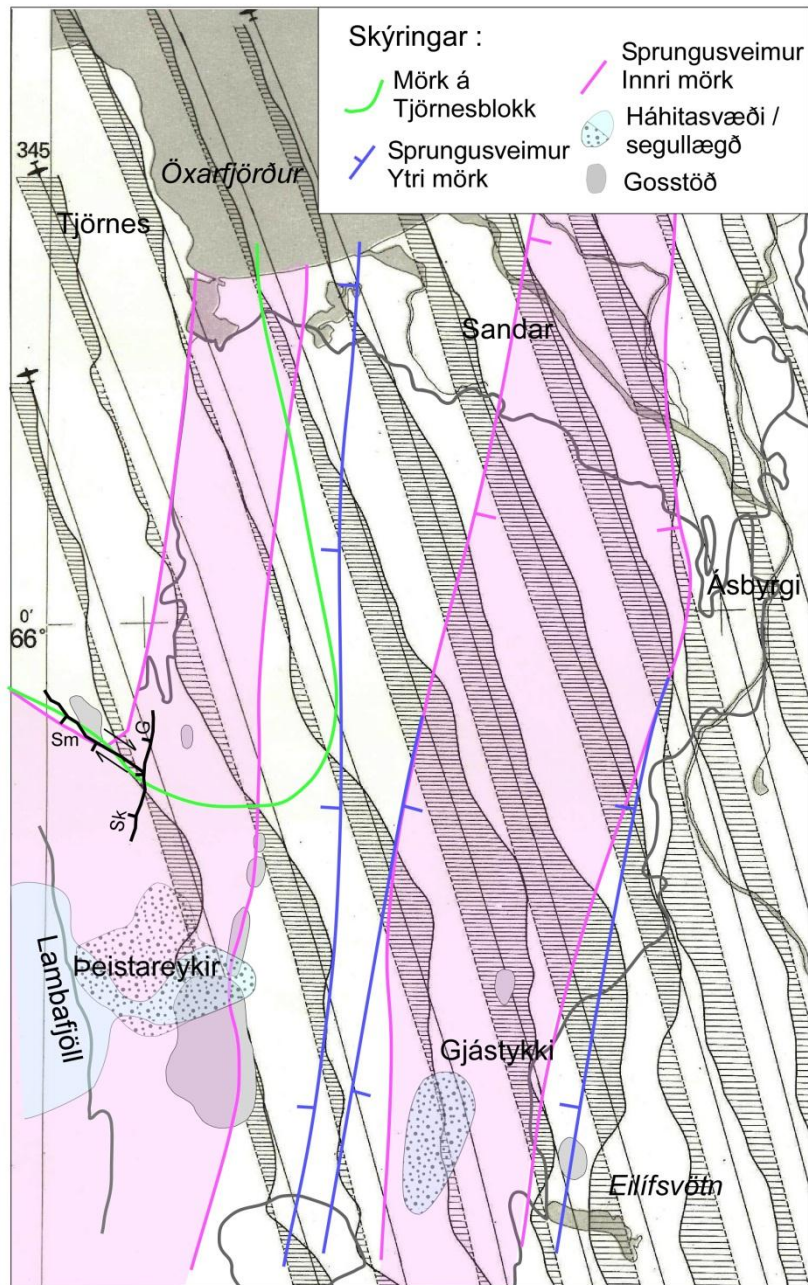 Skýringar :
Mörk á
Tjörnesblokk
Sprungusveimur
Ytri mörk
Sprungusveimur
Innri mörk
Háhitasvæði /
segullægð
Gosstöð
345
Öxarfjörður
Tjörnes
Sandar
Ásbyrgi
0'
66°
Sm
G
Sk
Lambafjöll
Þeistareykir
Gjástykki
Eilífsvötn